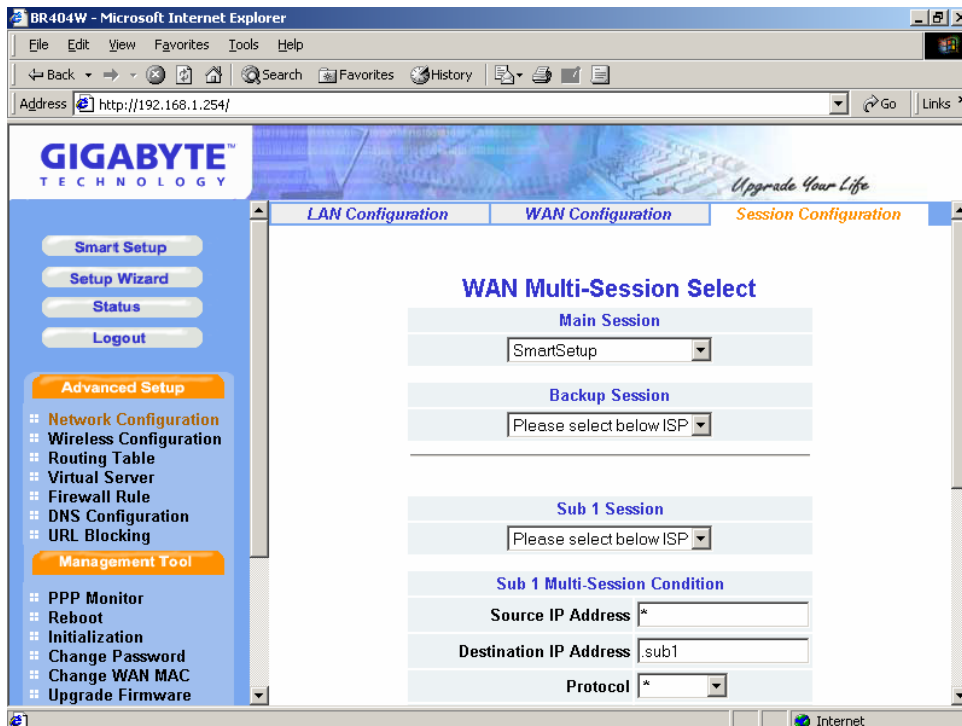 BR404W - Microsoft Internet Explorer
File Edit View Favorites Tools Help
Back Search Favorites History
Address http://192.168.1.254/ Go Links
GIGABYTE™
TECHNOLOGY
Upgrade Your Life
LAN Configuration WAN Configuration Session Configuration
Smart Setup
Setup Wizard
Status
Logout
Advanced Setup
Network Configuration
Wireless Configuration
Routing Table
Virtual Server
Firewall Rule
DNS Configuration
URL Blocking
Management Tool
PPP Monitor
Reboot
Initialization
Change Password
Change WAN MAC
Upgrade Firmware
WAN Multi-Session Select
Main Session
SmartSetup
Backup Session
Please select below ISP
Sub 1 Session
Please select below ISP
Sub 1 Multi-Session Condition
Source IP Address *
Destination IP Address .sub1
Protocol *
Internet